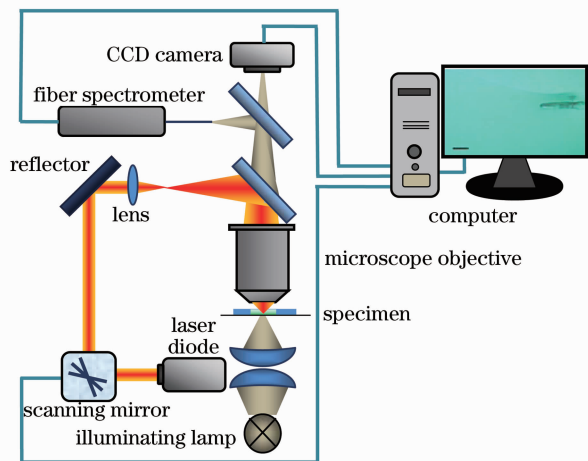 CCD camera
fiber spectrometer
reflector
lens
computer
microscope objective
specimen
laser
diode
scanning mirror
illuminating lamp